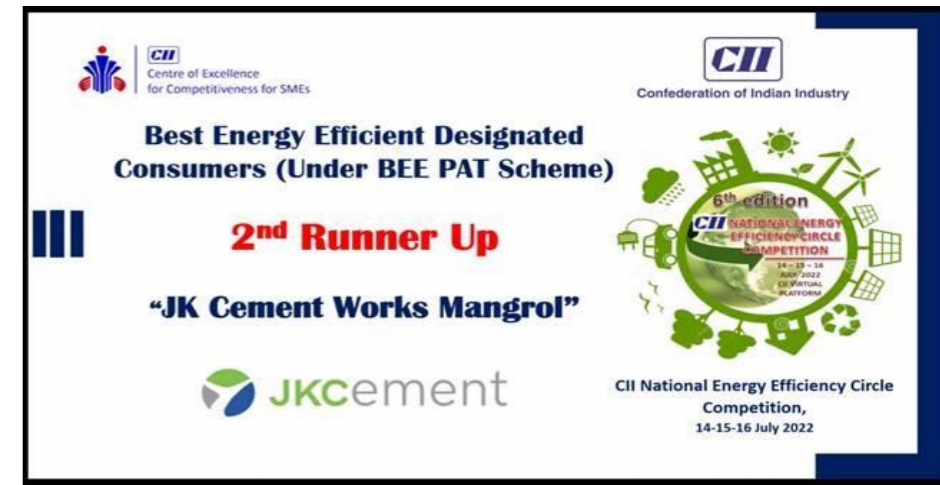 CII
Centre of Excellence
for Competitiveness for SMEs
CII
Confederation of Indian Industry
Best Energy Efficient Designated
Consumers (Under BEE PAT Scheme)
2nd Runner Up
“JK Cement Works Mangrol”
JKCement
6th edition
CII NATIONAL ENERGY
EFFICIENCY CIRCLE
COMPETITION
14 – 15 – 16
JULY 2022
CII VIRTUAL
PLATFORM
CII National Energy Efficiency Circle
Competition,
14-15-16 July 2022